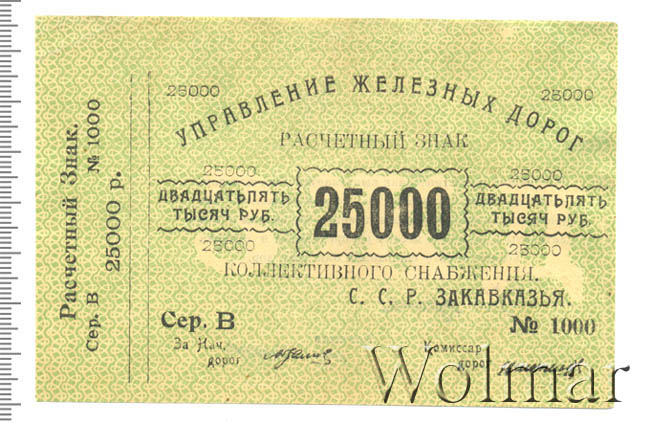 Расчетный Знак.
Сер. В № 1000
25000 р.
25000 25000
УПРАВЛЕНИЕ ЖЕЛЕЗНЫХ ДОРОГ
РАСЧЕТНЫЙ ЗНАК
25000 25000
ДВАДЦАТЬПЯТЬ ТЫСЯЧ РУБ.
25000
ДВАДЦАТЬПЯТЬ ТЫСЯЧ РУБ.
25000 25000
КОЛЛЕКТИВНОГО СНАБЖЕНИЯ.
С. С. Р. ЗАКАВКАЗЬЯ.
Сер. В № 1000
За Нач. дорог
Комиссар дорог
Wolmar